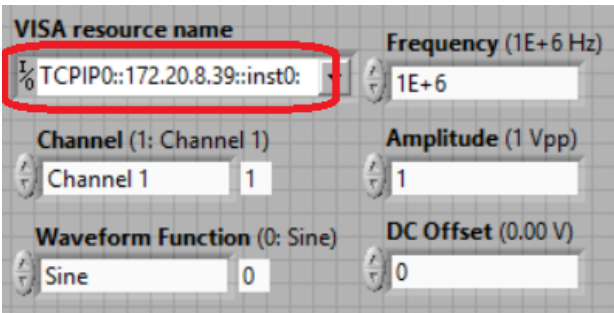 VISA resource name
I/O TCPIP0::172.20.8.39::inst0:
Frequency (1E+6 Hz)
1E+6
Channel (1: Channel 1)
Channel 1 1
Amplitude (1 Vpp)
1
Waveform Function (0: Sine)
Sine 0
DC Offset (0.00 V)
0